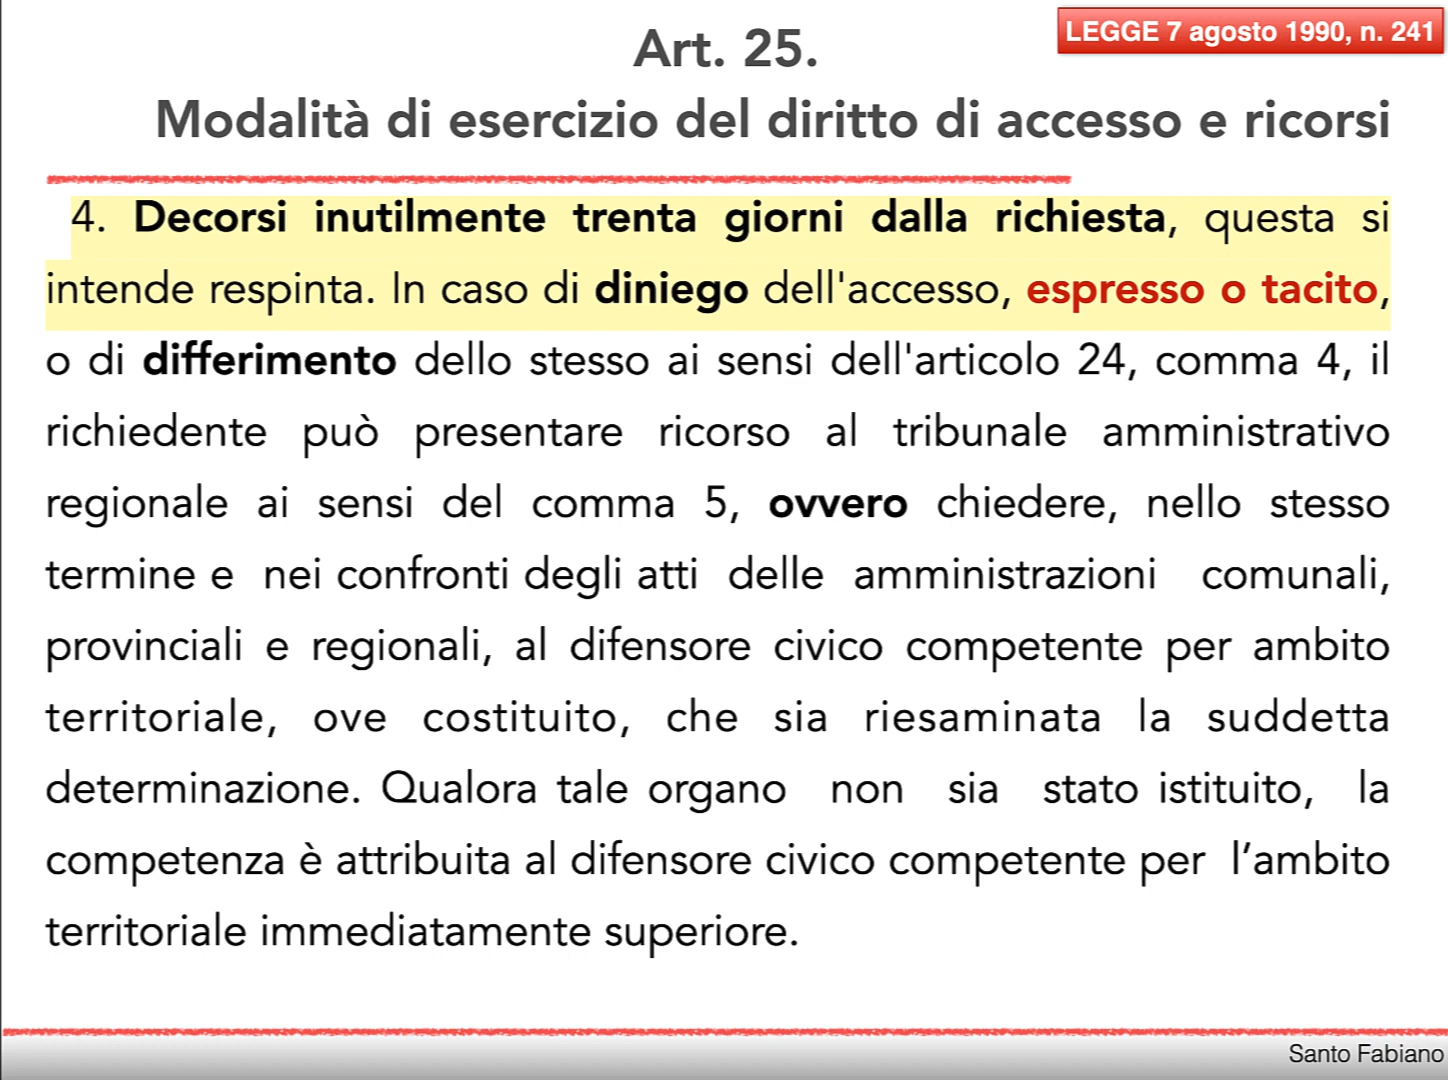 LEGGE 7 agosto 1990, n. 241
Art. 25.
Modalità di esercizio del diritto di accesso e ricorsi
4. Decorsi inutilmente trenta giorni dalla richiesta, questa si
intende respinta. In caso di diniego dell'accesso, espresso o tacito,
o di differimento dello stesso ai sensi dell'articolo 24, comma 4, il
richiedente può presentare ricorso al tribunale amministrativo
regionale ai sensi del comma 5, ovvero chiedere, nello stesso
termine e nei confronti degli atti delle amministrazioni comunali,
provinciali e regionali, al difensore civico competente per ambito
territoriale, ove costituito, che sia riesaminata la suddetta
determinazione. Qualora tale organo non sia stato istituito, la
competenza è attribuita al difensore civico competente per l’ambito
territoriale immediatamente superiore.
Santo Fabiano